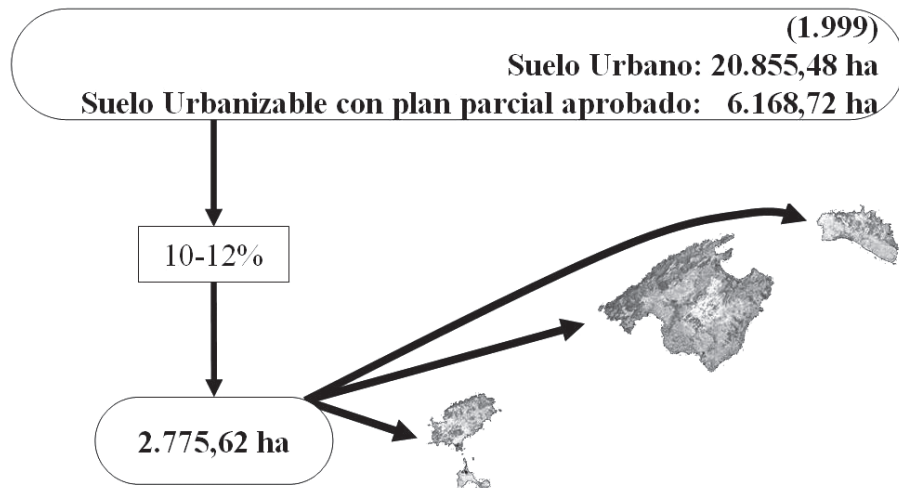 (1.999)
Suelo Urbano: 20.855,48 ha
Suelo Urbanizable con plan parcial aprobado: 6.168,72 ha
10-12%
2.775,62 ha